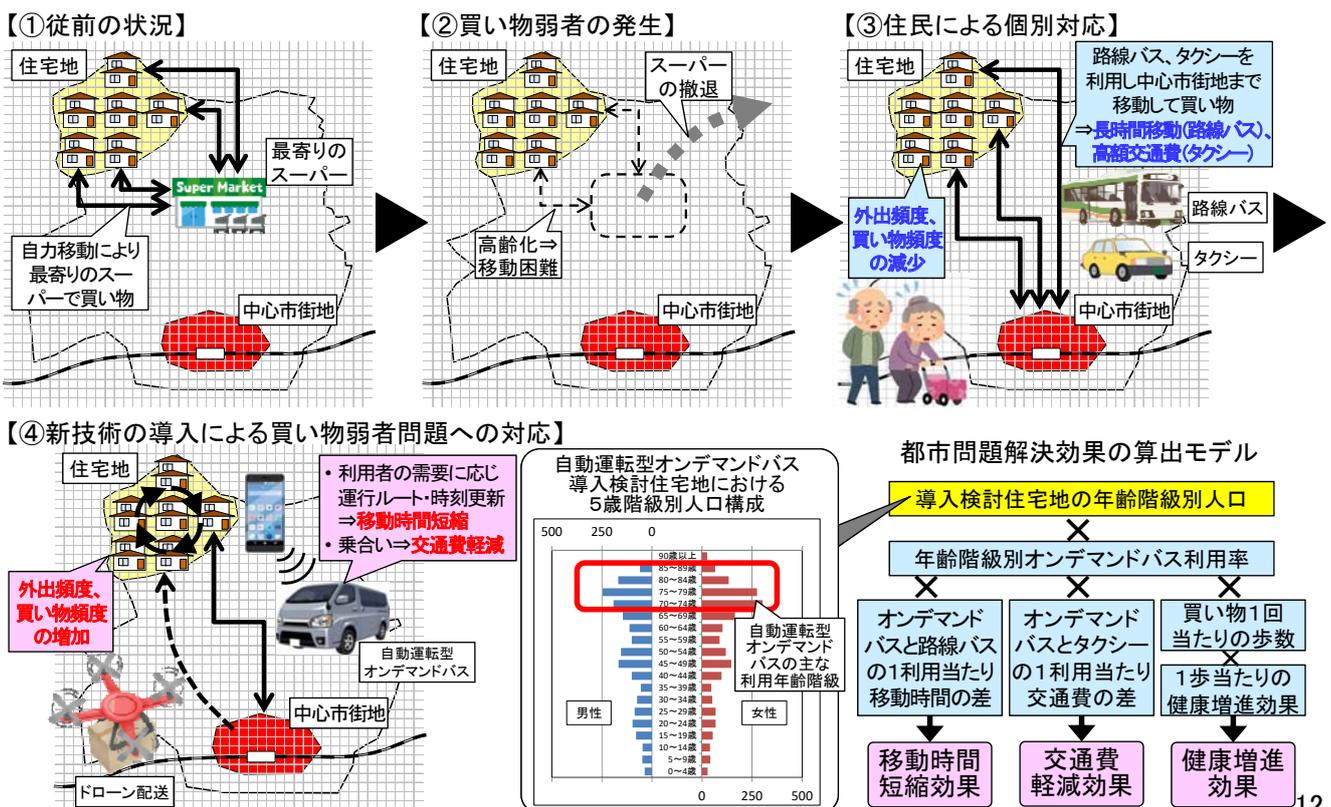 【①従前の状況】
住宅地
最寄りの
スーパー
Super Market
自力移動により
最寄りのスー
パーで買い物
中心市街地
【②買い物弱者の発生】
住宅地
スーパー
の撤退
高齢化⇒
移動困難
中心市街地
【③住民による個別対応】
住宅地
路線バス、タクシーを
利用し中心市街地まで
移動して買い物
⇒長時間移動(路線バス)、
高額交通費(タクシー)
外出頻度、
買い物頻度
の減少
路線バス
タクシー
中心市街地
【④新技術の導入による買い物弱者問題への対応】
住宅地
• 利用者の需要に応じ
運行ルート・時刻更新
⇒移動時間短縮
• 乗合い⇒交通費軽減
外出頻度、
買い物頻度
の増加
自動運転型
オンデマンドバス
中心市街地
ドローン配送
自動運転型オンデマンドバス
導入検討住宅地における
5歳階級別人口構成
500 250 0
90歳以上
85~89歳
80~84歳
75~79歳
70~74歳
65~69歳
60~64歳
55~59歳
50~54歳
45~49歳
40~44歳
35~39歳
30~34歳
25~29歳
20~24歳
15~19歳
10~14歳
5~9歳
0~4歳
男性
女性
自動運転型
オンデマンド
バスの主な
利用年齢階級
0 250 500
都市問題解決効果の算出モデル
導入検討住宅地の年齢階級別人口
×
年齢階級別オンデマンドバス利用率
× × ×
オンデマンド
バスと路線バス
の1利用当たり
移動時間の差
オンデマンド
バスとタクシー
の1利用当たり
交通費の差
買い物1回
当たりの歩数
×
1歩当たりの
健康増進効果
移動時間
短縮効果
交通費
軽減効果
健康増進
効果
12